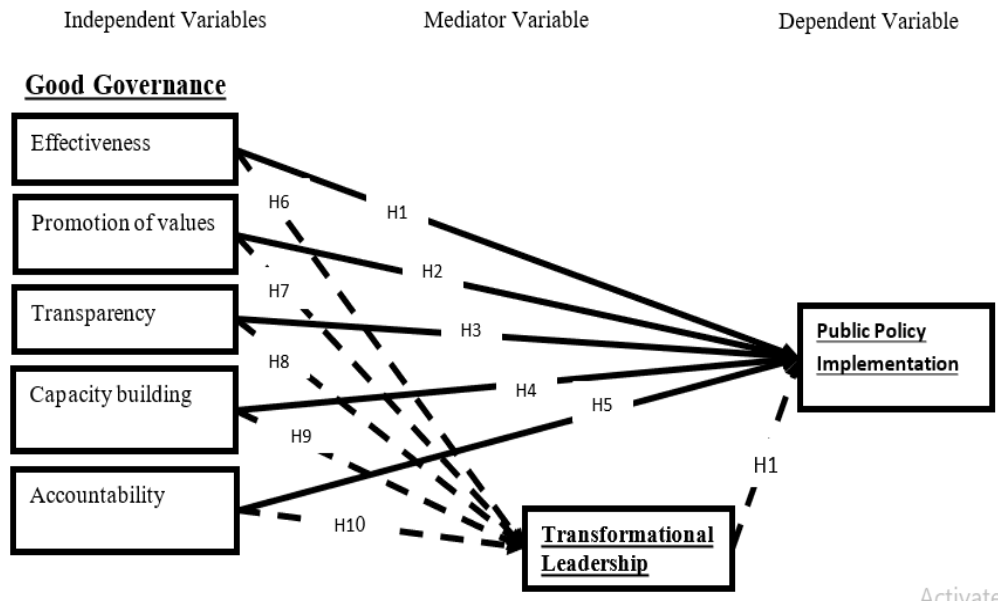 Independent Variables Mediator Variable Dependent Variable
Good Governance
Effectiveness
H6
H1
Promotion of values
H2
H7
Transparency
H3
H8
Public Policy
Implementation
Capacity building
H4
H5
H9
H1
Accountability
H10
Transformational
Leadership
Activate